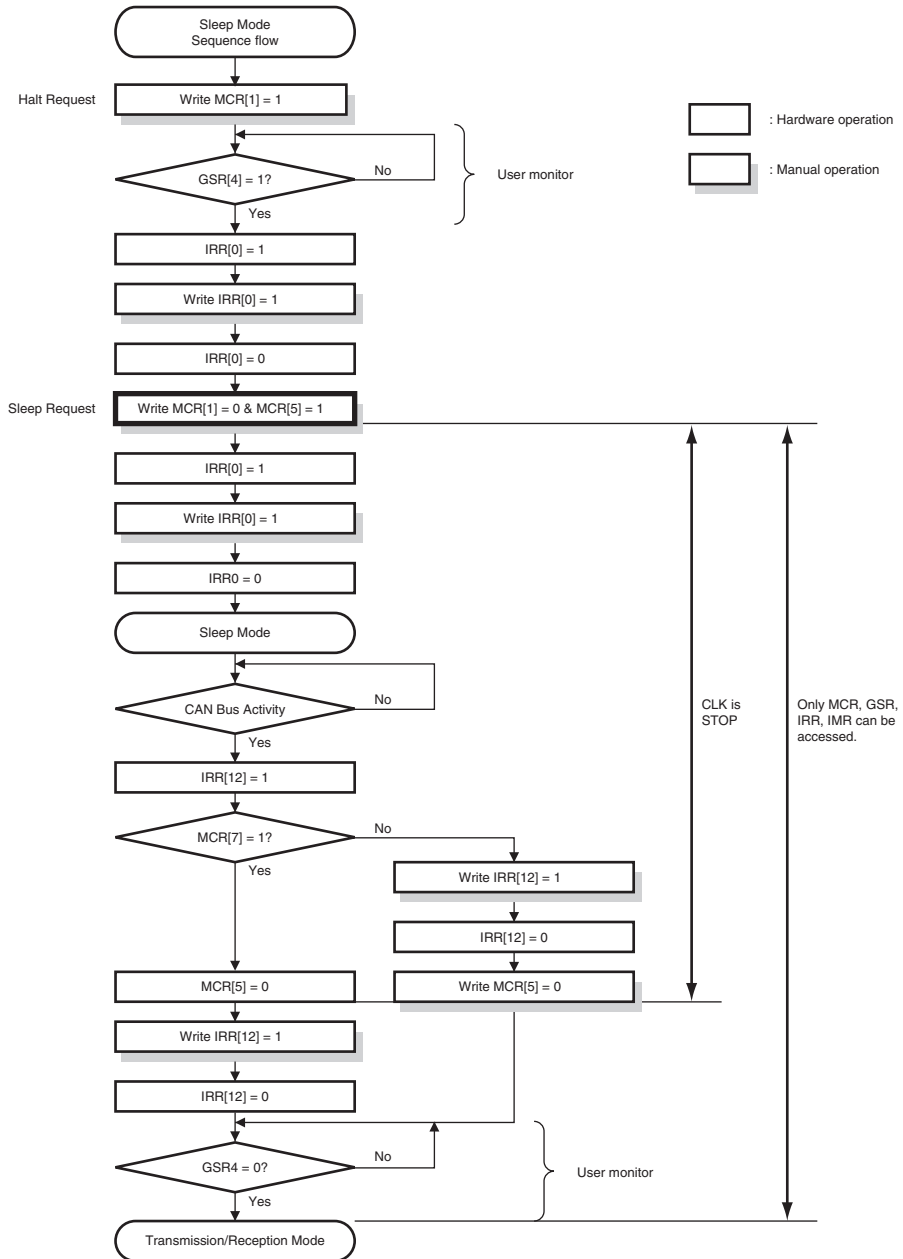 Sleep Mode
Sequence flow
Halt Request
Write MCR[1] = 1
: Hardware operation
GSR[4] = 1?
No
User monitor
: Manual operation
Yes
IRR[0] = 1
Write IRR[0] = 1
IRR[0] = 0
Sleep Request
Write MCR[1] = 0 & MCR[5] = 1
IRR[0] = 1
Write IRR[0] = 1
IRR0 = 0
Sleep Mode
CAN Bus Activity
No
CLK is
STOP
Only MCR, GSR,
IRR, IMR can be
accessed.
Yes
IRR[12] = 1
MCR[7] = 1?
No
Yes
Write IRR[12] = 1
IRR[12] = 0
MCR[5] = 0
Write MCR[5] = 0
Write IRR[12] = 1
IRR[12] = 0
GSR4 = 0?
No
User monitor
Yes
Transmission/Reception Mode